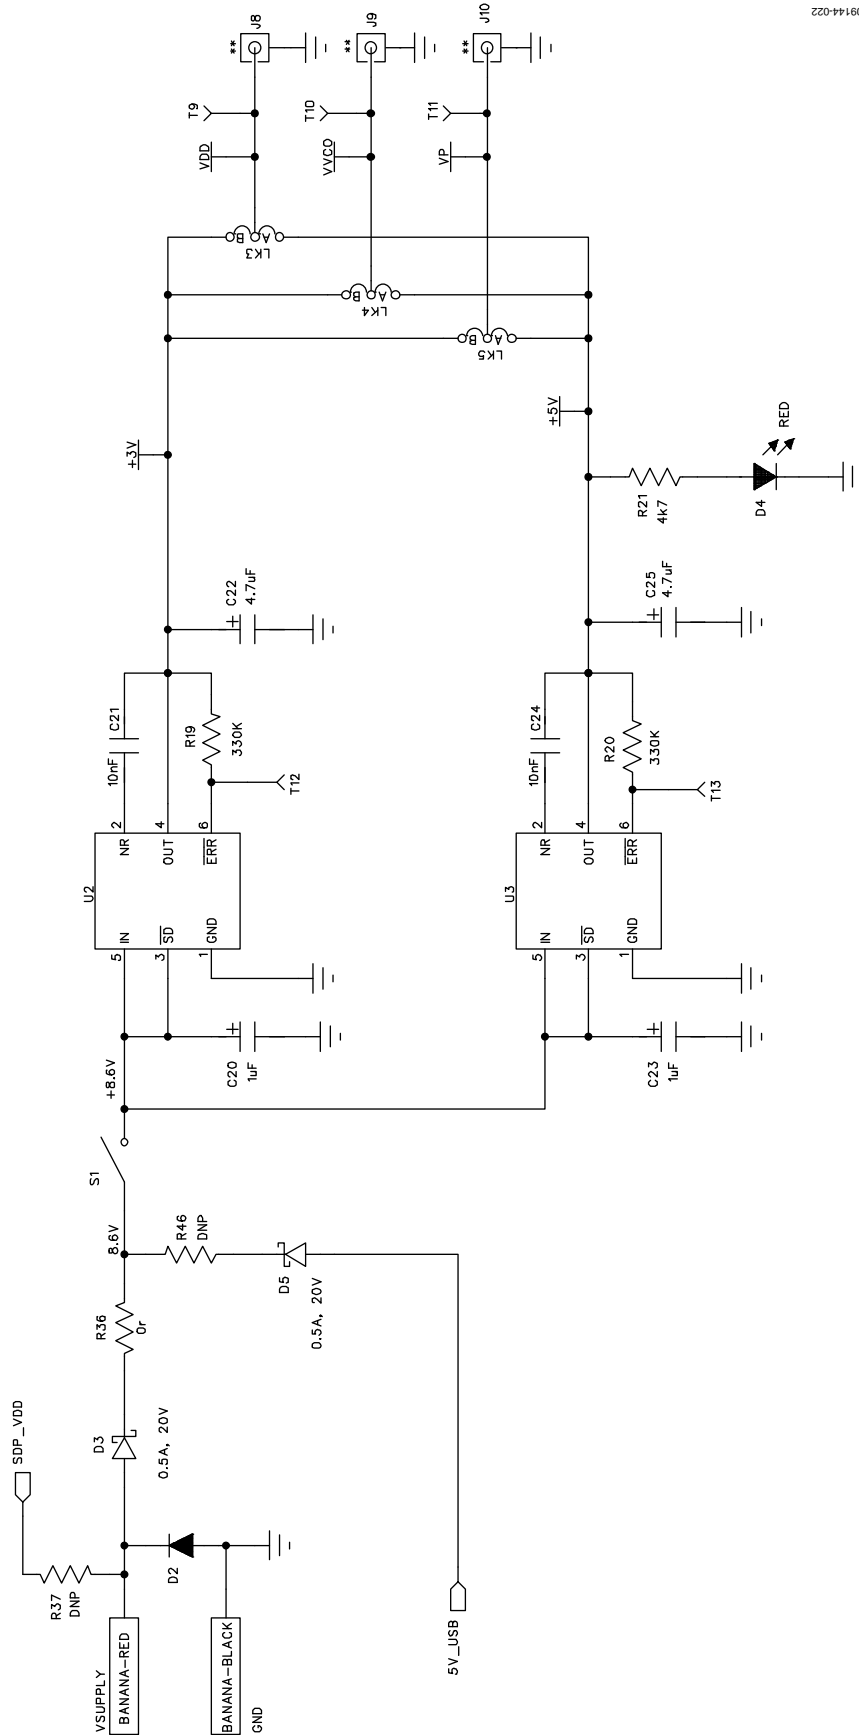 VSUPPLY
BANANA-RED
BANANA-BLACK
GND
R37
DNP
SDP_VDD
D2
D3
0.5A, 20V
R36
0r
8.6V
R46
DNP
D5
0.5A, 20V
5V_USB
S1
+8.6V
C20
1uF
+
U2
5
IN
3
SD
1
GND
2
NR
4
OUT
6
ERR
C21
10nF
R19
330K
T12
C22
4.7uF
+
+3V
C23
1uF
+
U3
5
IN
3
SD
1
GND
2
NR
4
OUT
6
ERR
C24
10nF
R20
330K
T13
C25
4.7uF
+
R21
4k7
D4
RED
+5V
LK3
B
A
LK4
B
A
LK5
B
A
VDD
T9
J8
**
VVCO
T10
J9
**
VP
T11
J10
**
09144-022